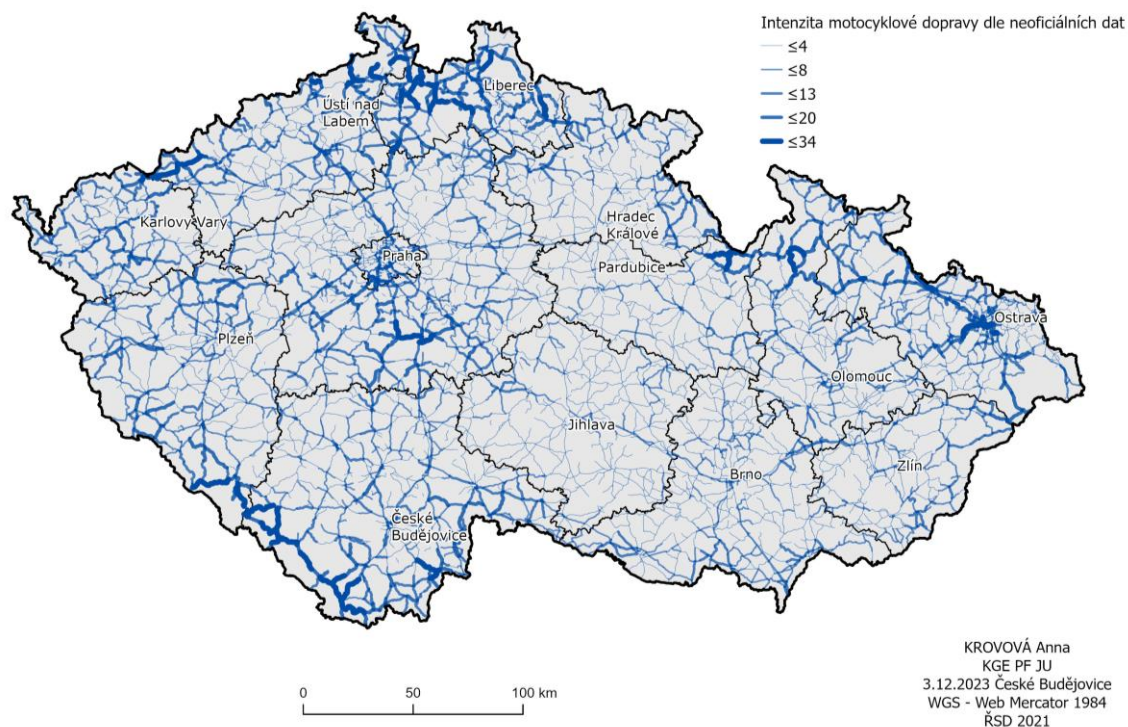 Intenzita motocyklové dopravy dle neoficiálních dat
≤4
≤8
≤13
≤20
≤34
Liberec
Ústí nad
Labem
Karlovy Vary
Praha
Hradec
Králové
Pardubice
Plzeň
Ostrava
Olomouc
Jihlava
Brno
Zlín
České
Budějovice
0 50 100 km
KROVOVÁ Anna
KGE PF JU
3.12.2023 České Budějovice
WGS - Web Mercator 1984
ŘSD 2021